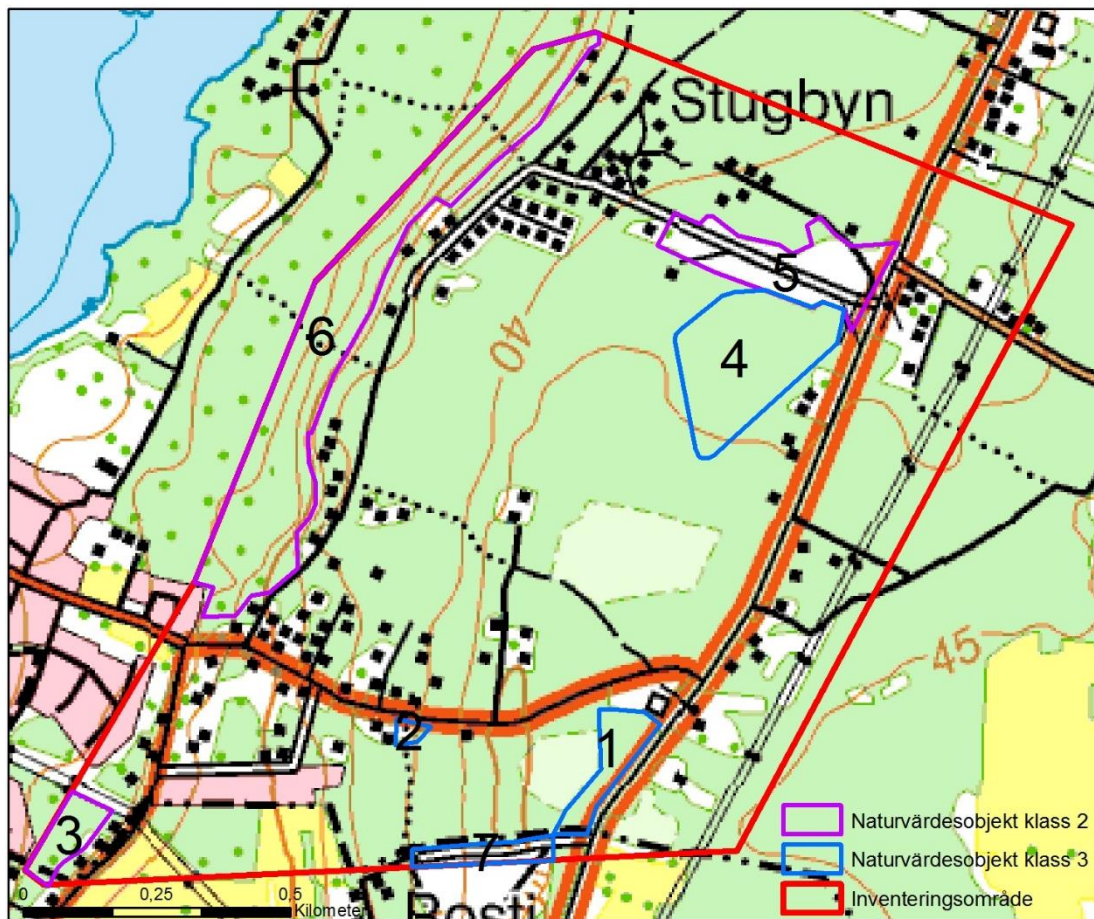 Stugbyn
5
4
6
40
45
1
2
3
7
Naturvärdesobjekt klass 2
Naturvärdesobjekt klass 3
Inventeringsområde
0 0,25 0,5
Kilometer